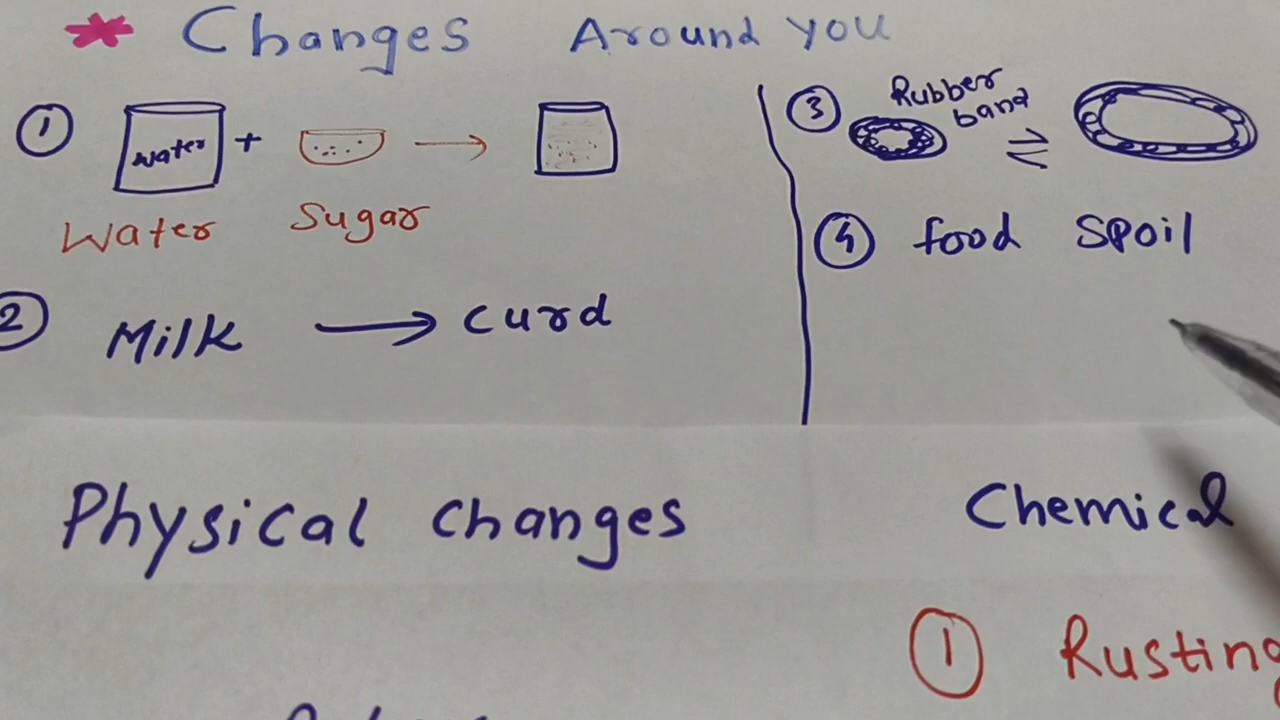 * Changes Around you
1 water + →
Water Sugar
2 Milk → curd
3 Rubber band ⇌
4 food spoil
Physical changes
Chemical
1 Rusting